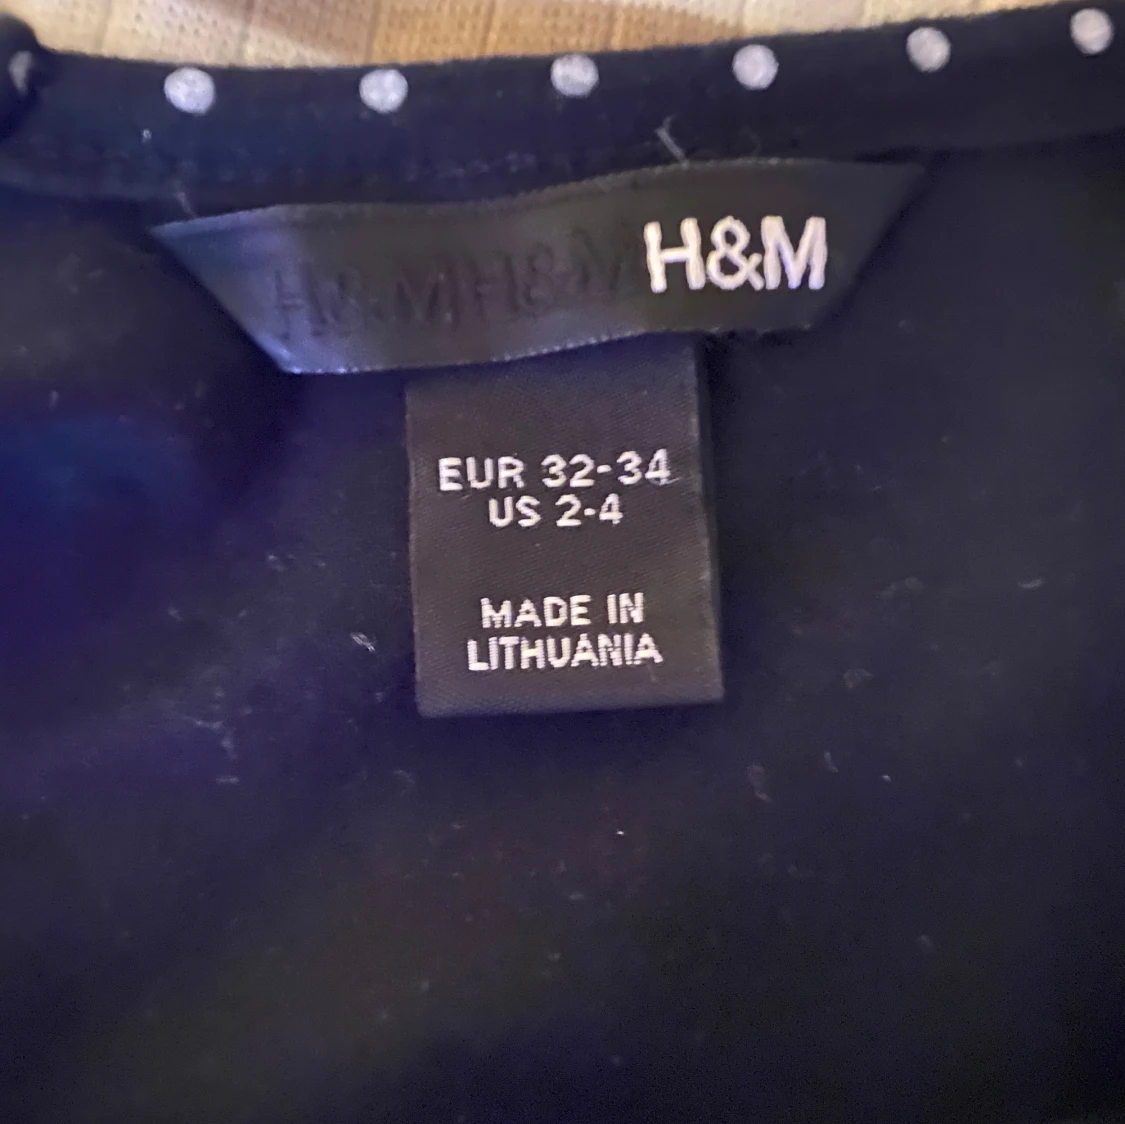 H&M H&M H&M
EUR 32-34
US 2-4
MADE IN
LITHUANIA